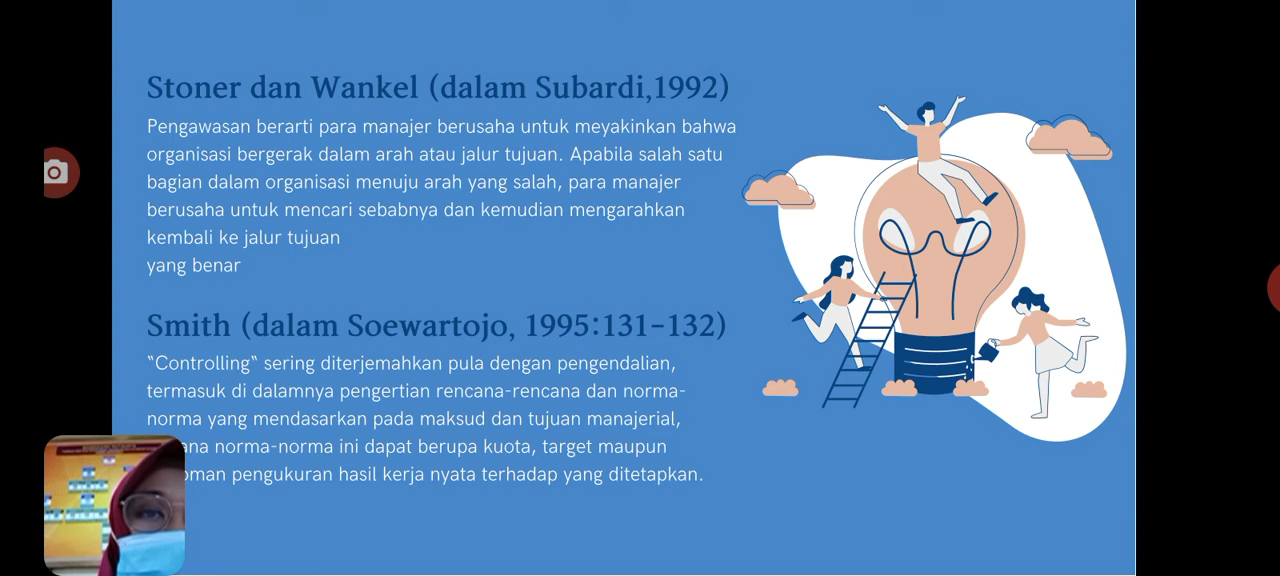 Stoner dan Wankel (dalam Subardi,1992)
Pengawasan berarti para manajer berusaha untuk meyakinkan bahwa
organisasi bergerak dalam arah atau jalur tujuan. Apabila salah satu
bagian dalam organisasi menuju arah yang salah, para manajer
berusaha untuk mencari sebabnya dan kemudian mengarahkan
kembali ke jalur tujuan
yang benar
Smith (dalam Soewartojo, 1995:131-132)
"Controlling" sering diterjemahkan pula dengan pengendalian,
termasuk di dalamnya pengertian rencana-rencana dan norma-
norma yang mendasarkan pada maksud dan tujuan manajerial,
norma-norma ini dapat berupa kuota, target maupun
pengukuran hasil kerja nyata terhadap yang ditetapkan.